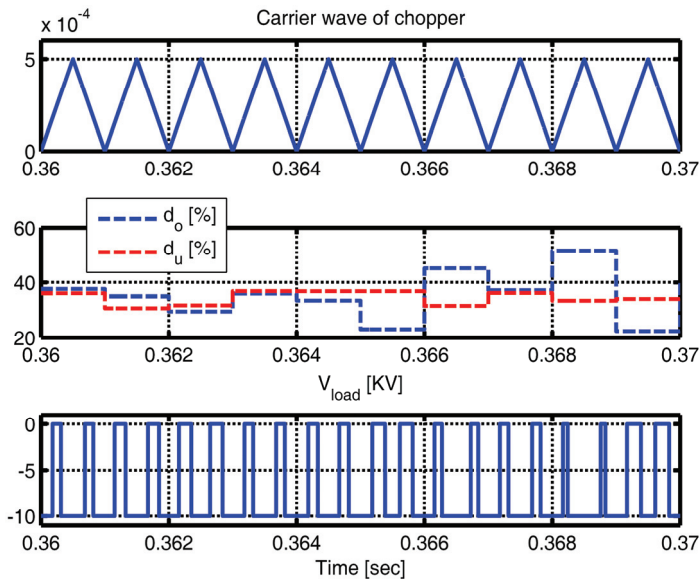 x 10-4
Carrier wave of chopper
5
0
0.36 0.362 0.364 0.366 0.368 0.37
60
40
20
d_o [%]
d_u [%]
0.36 0.362 0.364 0.366 0.368 0.37
V_load [KV]
0
-5
-10
0.36 0.362 0.364 0.366 0.368 0.37
Time [sec]